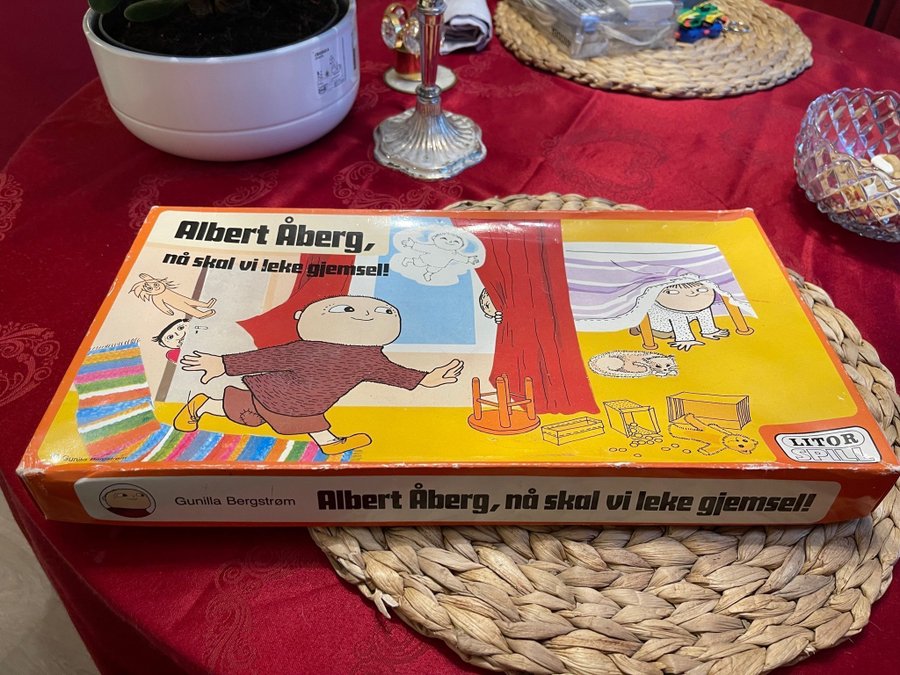 Albert Åberg,
nå skal vi leke gjemsel!
LITOR
SPILL
Gunilla Bergstrøm
Albert Åberg, nå skal vi leke gjemsel!